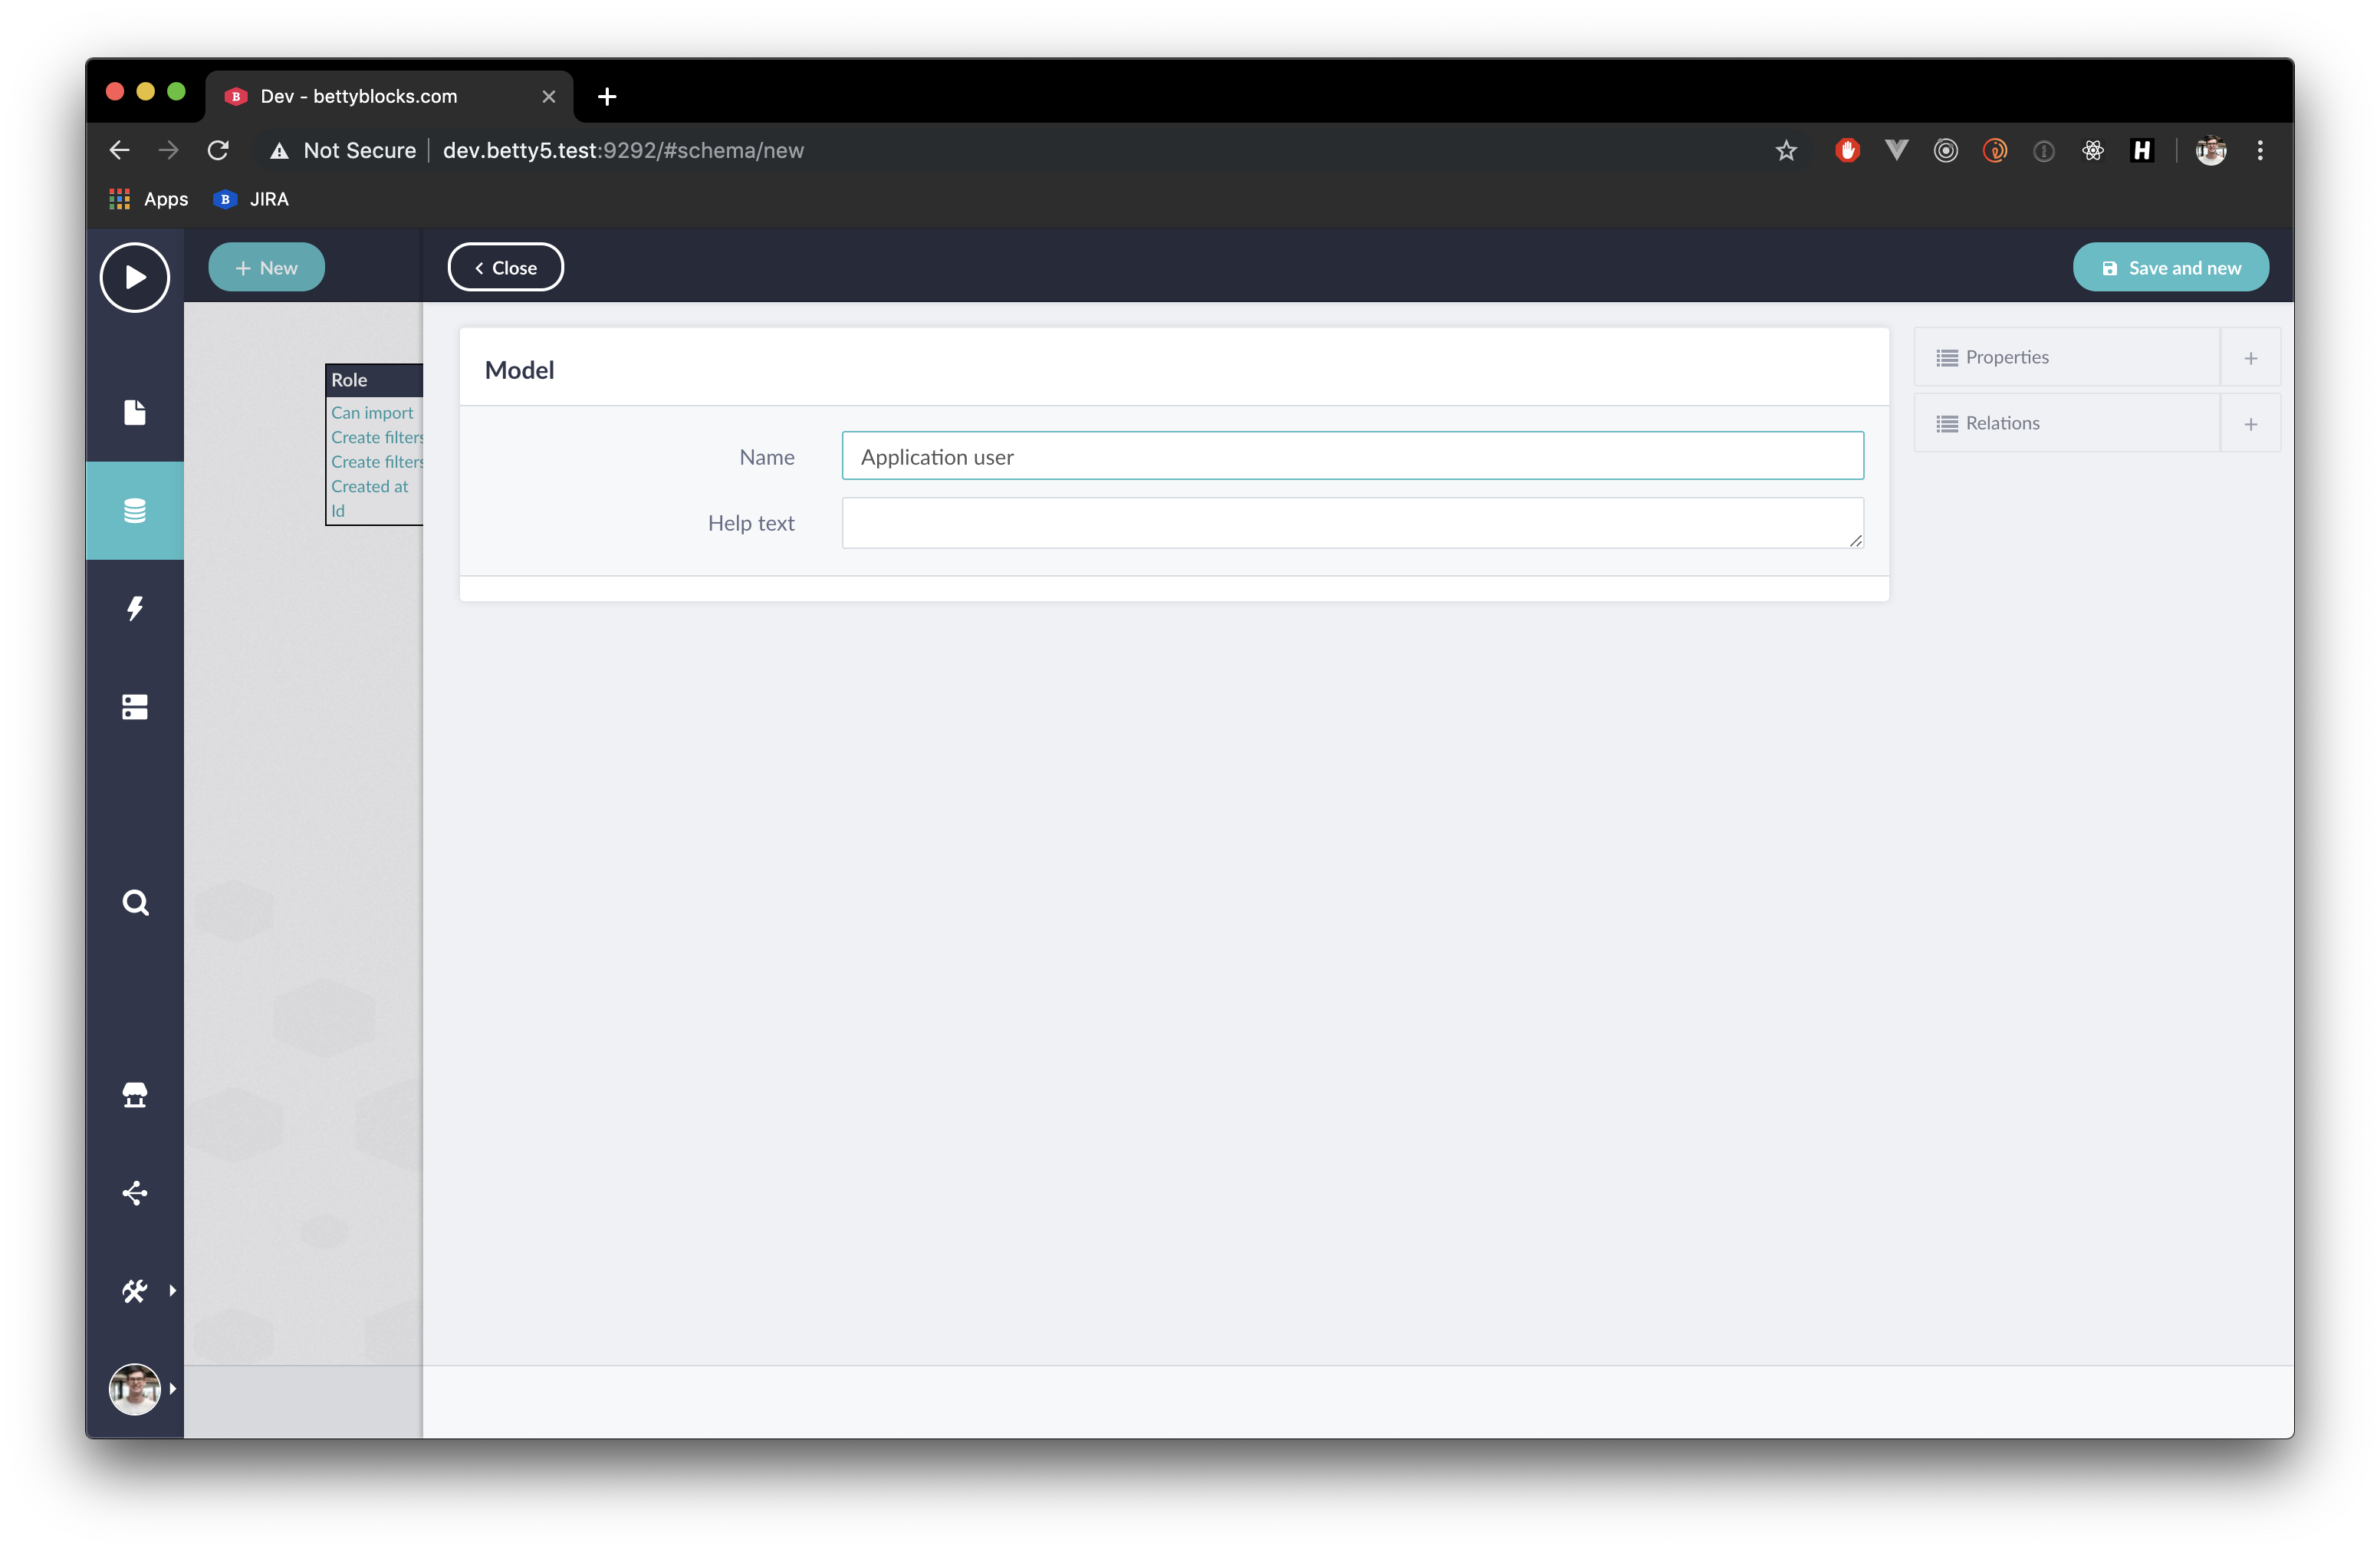 Dev - bettyblocks.com
Not Secure dev.betty5.test:9292/#schema/new
Apps JIRA
New Close Save and new
Role
Can import
Create filters
Create filters
Created at
Id
Model
Name Application user
Help text
Properties
Relations